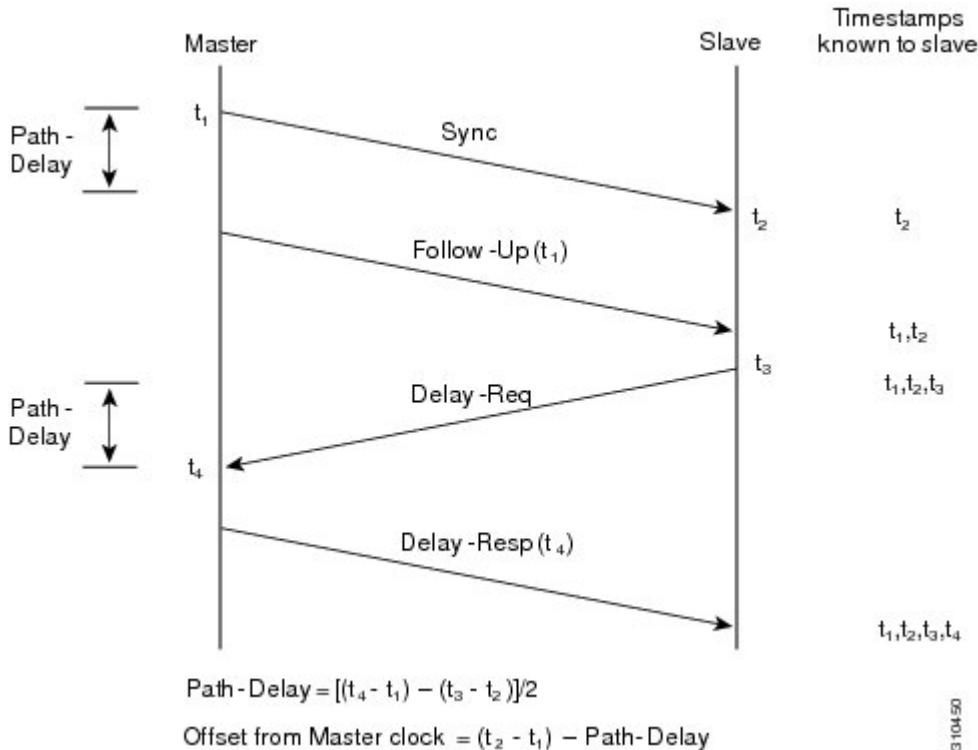 Timestamps
known to slave
Master
Slave
t₁
Path -
Delay
Sync
t₂
t₂
Follow -Up (t₁)
t₁,t₂
t₃
t₁,t₂,t₃
Delay -Req
Path -
Delay
t₄
Delay -Resp (t₄)
t₁,t₂,t₃,t₄
Path - Delay = [(t₄ - t₁) – (t₃ - t₂)]/2
Offset from Master clock = (t₂ - t₁) – Path - Delay